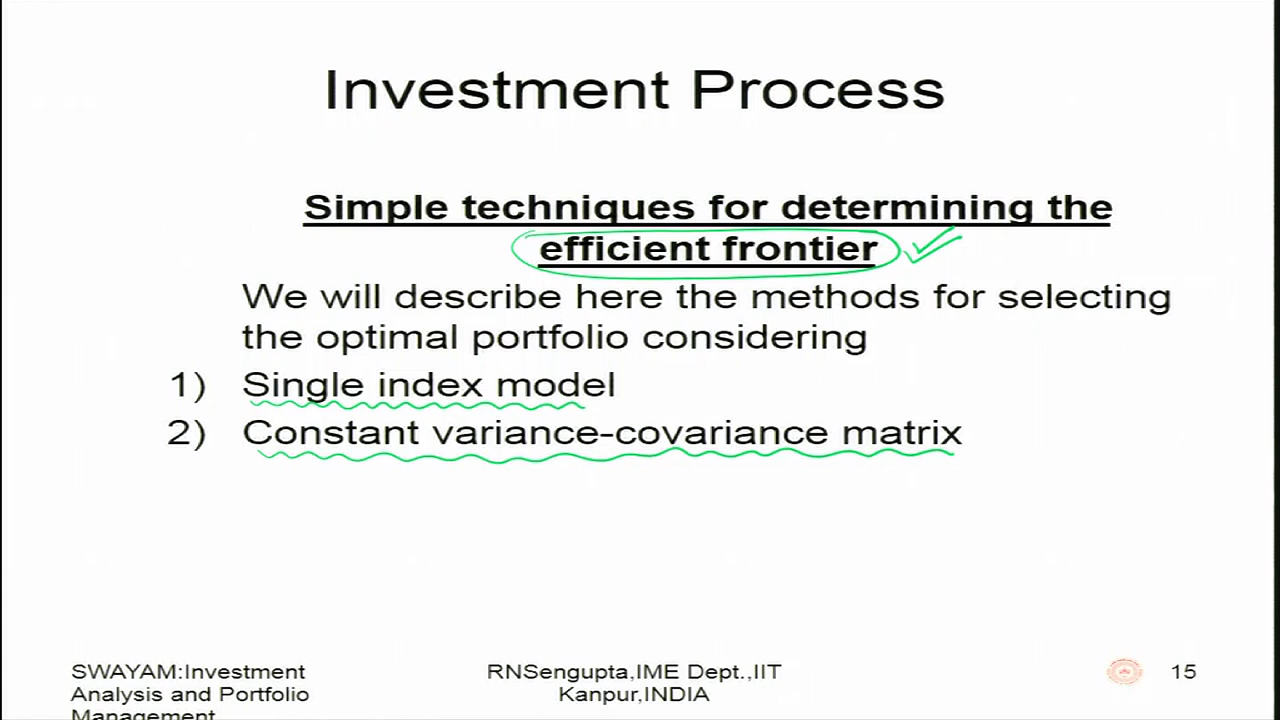 Investment Process
Simple techniques for determining the
efficient frontier
We will describe here the methods for selecting
the optimal portfolio considering
1) Single index model
2) Constant variance-covariance matrix
SWAYAM:Investment
Analysis and Portfolio
Management
RNSengupta,IME Dept.,IIT
Kanpur,INDIA
15